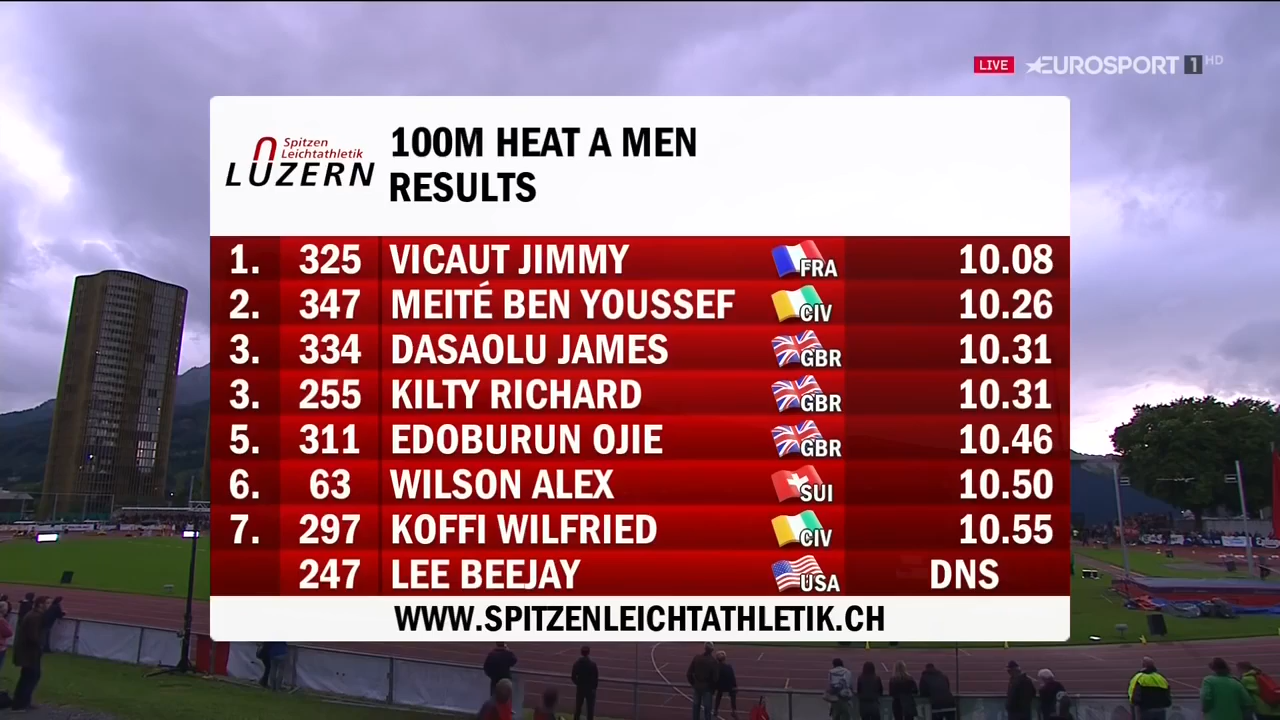 LIVE EUROSPORT 1 HD
Spitzen
Leichtathletik
LUZERN
100M HEAT A MEN
RESULTS
1. 325 VICAUT JIMMY FRA 10.08
2. 347 MEITÉ BEN YOUSSEF CIV 10.26
3. 334 DASAOLU JAMES GBR 10.31
3. 255 KILTY RICHARD GBR 10.31
5. 311 EDOBURUN OJIE GBR 10.46
6. 63 WILSON ALEX SUI 10.50
7. 297 KOFFI WILFRIED CIV 10.55
247 LEE BEEJAY USA DNS
WWW.SPITZENLEICHTATHLETIK.CH